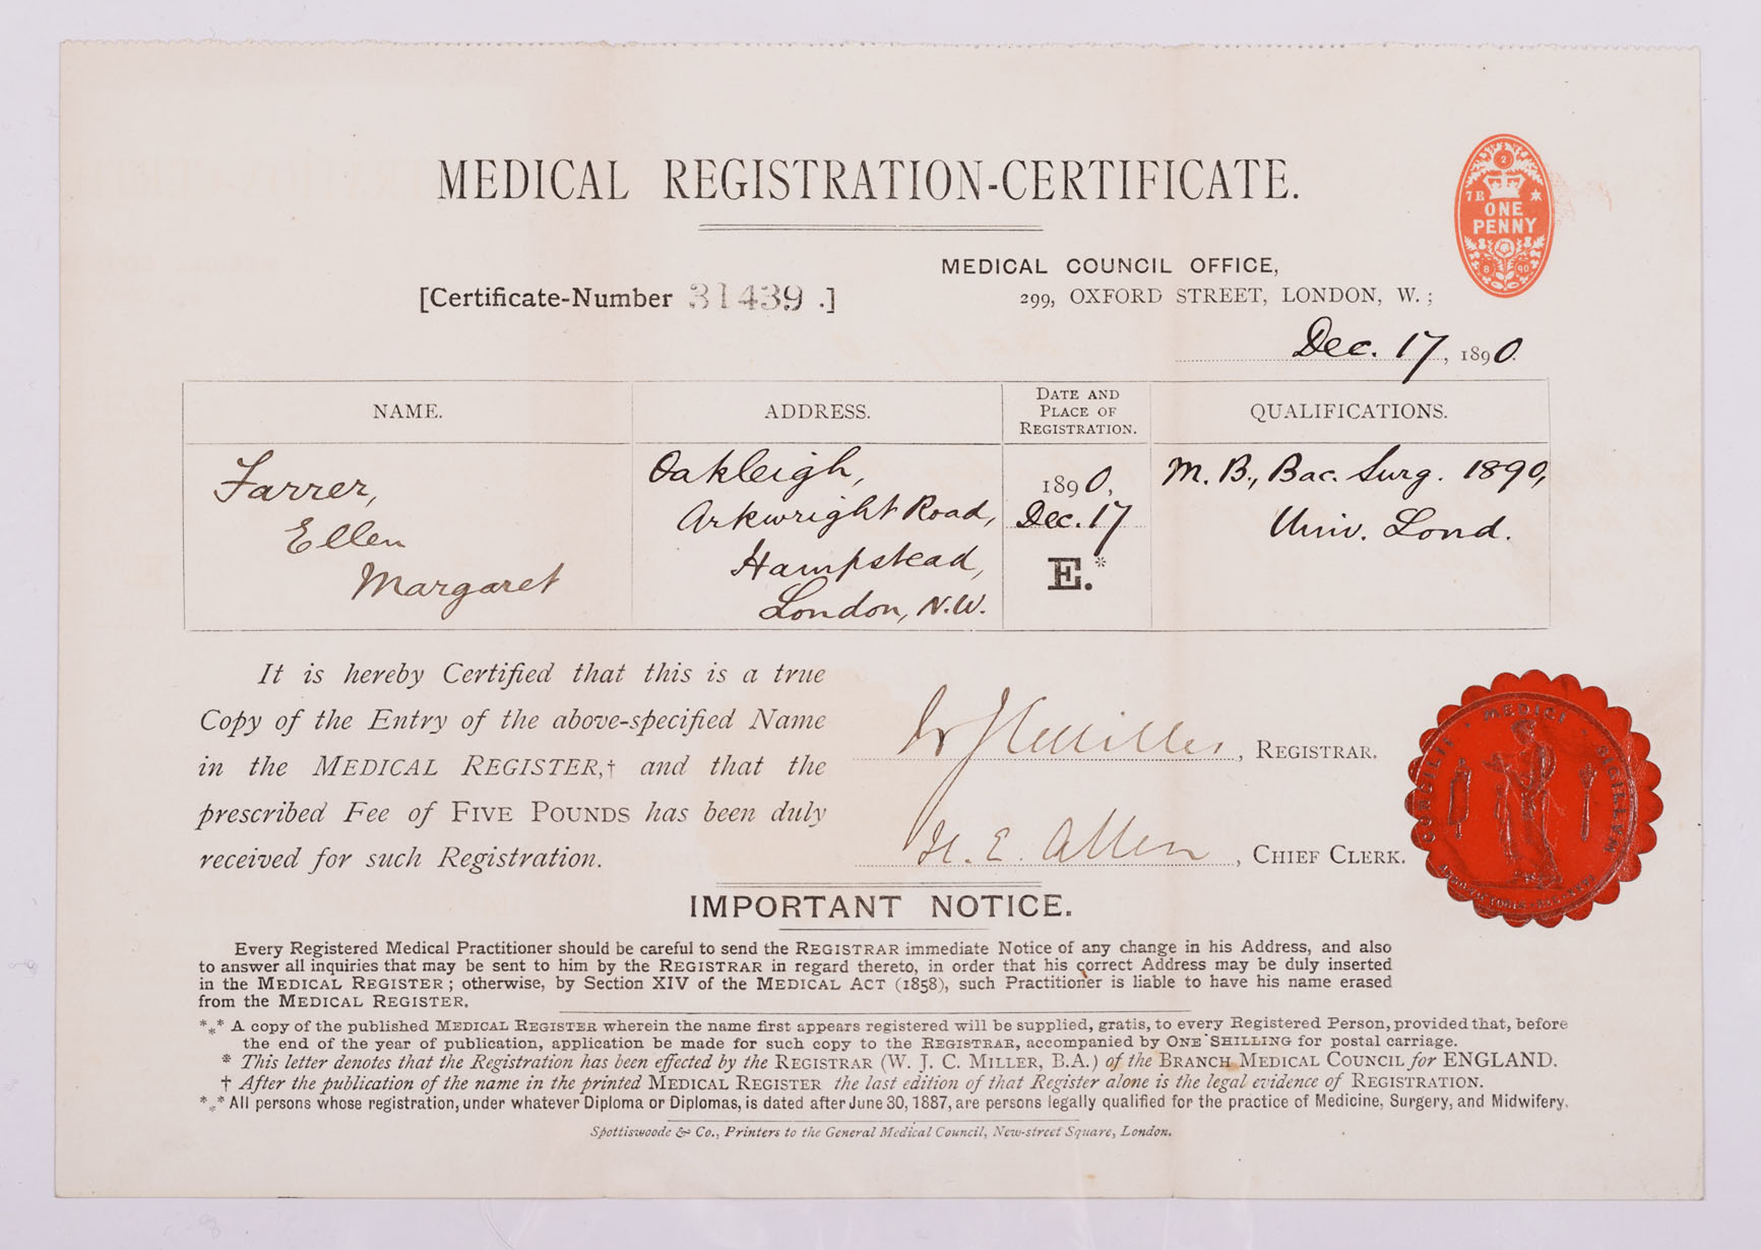 MEDICAL REGISTRATION-CERTIFICATE.
2
7 R
ONE
PENNY
8 90
MEDICAL COUNCIL OFFICE,
[Certificate-Number 31439 .]
299, OXFORD STREET, LONDON, W. ;
Dec. 17, 1890.
NAME.
ADDRESS.
DATE AND
PLACE OF
REGISTRATION.
QUALIFICATIONS.
Farrer,
Ellen
Margaret
Oakleigh,
Arkwright Road,
Hampstead,
London, N.W.
1890,
Dec. 17
E.*
M. B., Bac. Surg. 1890,
Univ. Lond.
It is hereby Certified that this is a true
Copy of the Entry of the above-specified Name
in the MEDICAL REGISTER,† and that the
prescribed Fee of FIVE POUNDS has been duly
received for such Registration.
W J C Miller, REGISTRAR.
H. E. Allen, CHIEF CLERK.
MEDICI
IMPORTANT NOTICE.
Every Registered Medical Practitioner should be careful to send the REGISTRAR immediate Notice of any change in his Address, and also
to answer all inquiries that may be sent to him by the REGISTRAR in regard thereto, in order that his correct Address may be duly inserted
in the MEDICAL REGISTER ; otherwise, by Section XIV of the MEDICAL ACT (1858), such Practitioner is liable to have his name erased
from the MEDICAL REGISTER.
*** A copy of the published MEDICAL REGISTER wherein the name first appears registered will be supplied, gratis, to every Registered Person, provided that, before
the end of the year of publication, application be made for such copy to the REGISTRAR, accompanied by ONE SHILLING for postal carriage.
* This letter denotes that the Registration has been effected by the REGISTRAR (W. J. C. MILLER, B.A.) of the BRANCH MEDICAL COUNCIL for ENGLAND.
† After the publication of the name in the printed MEDICAL REGISTER the last edition of that Register alone is the legal evidence of REGISTRATION.
*** All persons whose registration, under whatever Diploma or Diplomas, is dated after June 30, 1887, are persons legally qualified for the practice of Medicine, Surgery, and Midwifery.
Spottiswoode & Co., Printers to the General Medical Council, New-street Square, London.